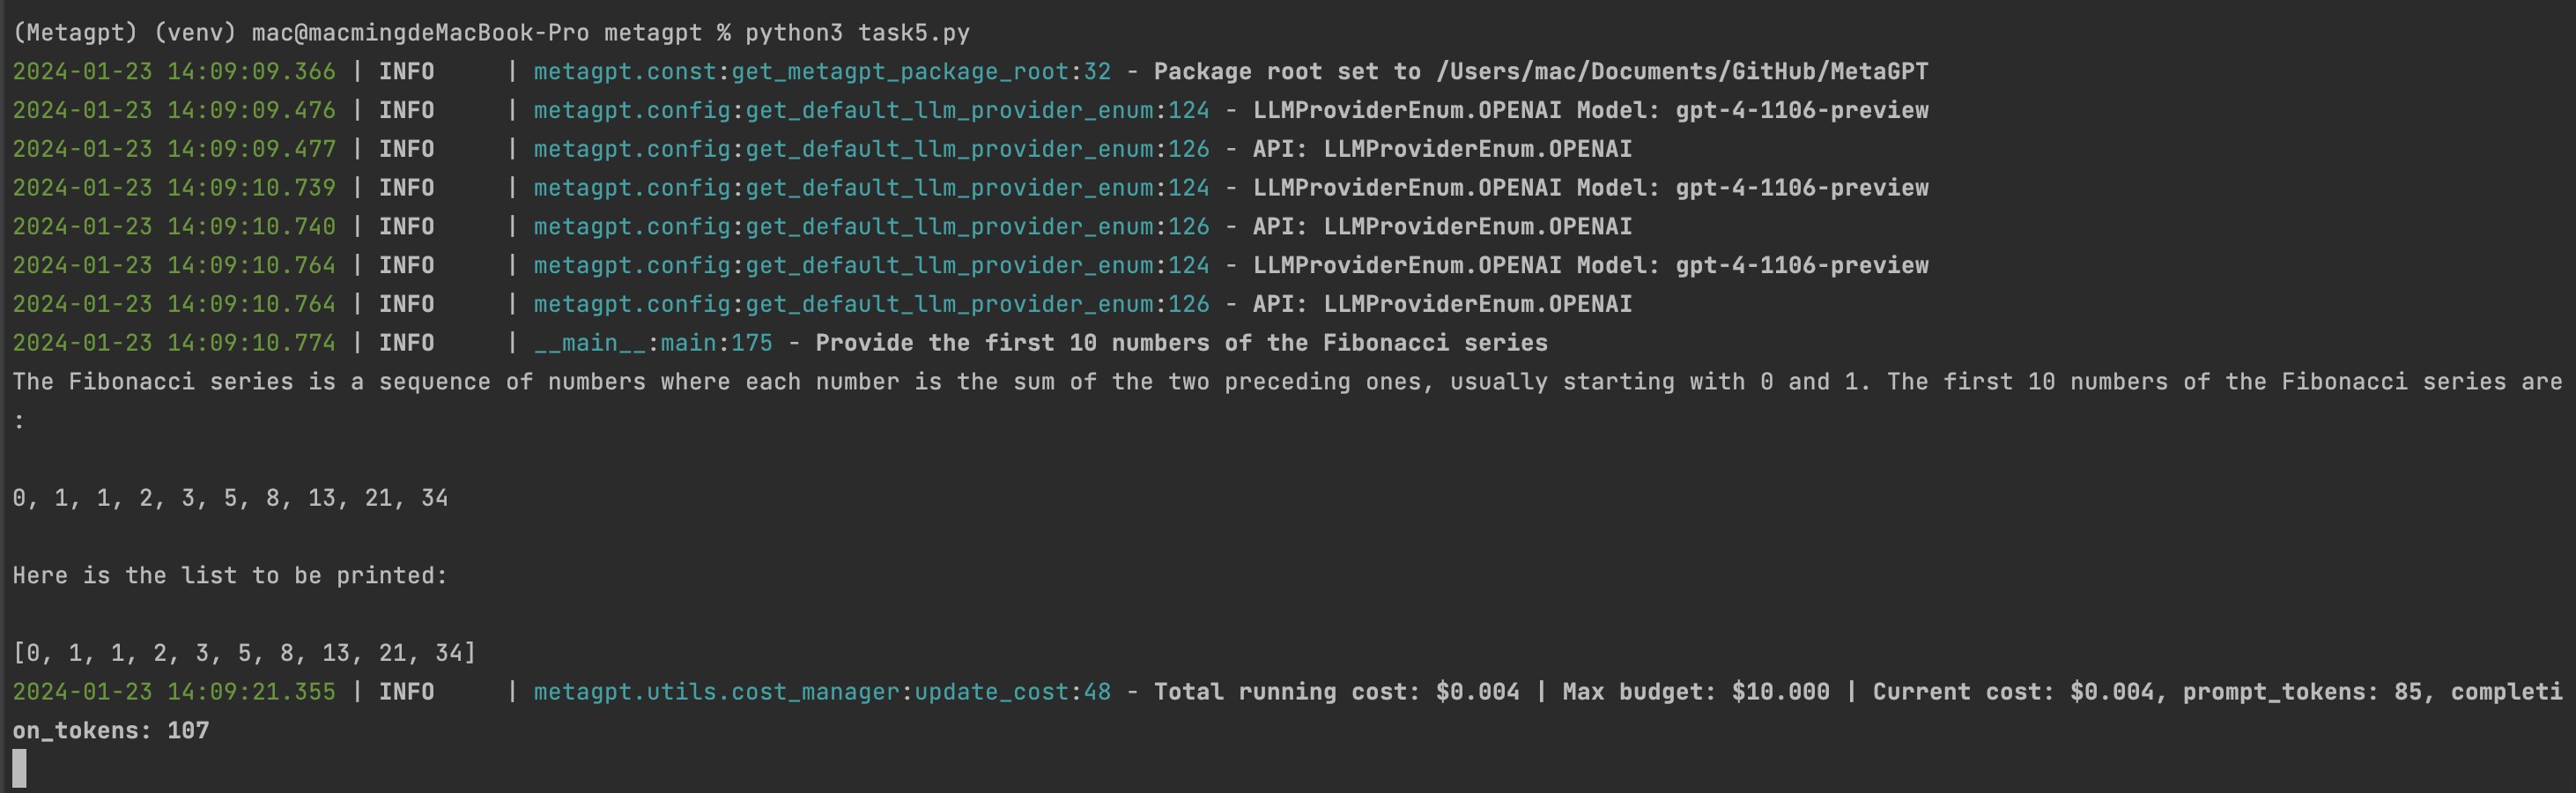 (Metagpt) (venv) mac@macmingdeMacBook-Pro metagpt % python3 task5.py
2024-01-23 14:09:09.366 | INFO     | metagpt.const:get_metagpt_package_root:32 - Package root set to /Users/mac/Documents/GitHub/MetaGPT
2024-01-23 14:09:09.476 | INFO     | metagpt.config:get_default_llm_provider_enum:124 - LLMProviderEnum.OPENAI Model: gpt-4-1106-preview
2024-01-23 14:09:09.477 | INFO     | metagpt.config:get_default_llm_provider_enum:126 - API: LLMProviderEnum.OPENAI
2024-01-23 14:09:10.739 | INFO     | metagpt.config:get_default_llm_provider_enum:124 - LLMProviderEnum.OPENAI Model: gpt-4-1106-preview
2024-01-23 14:09:10.740 | INFO     | metagpt.config:get_default_llm_provider_enum:126 - API: LLMProviderEnum.OPENAI
2024-01-23 14:09:10.764 | INFO     | metagpt.config:get_default_llm_provider_enum:124 - LLMProviderEnum.OPENAI Model: gpt-4-1106-preview
2024-01-23 14:09:10.764 | INFO     | metagpt.config:get_default_llm_provider_enum:126 - API: LLMProviderEnum.OPENAI
2024-01-23 14:09:10.774 | INFO     | __main__:main:175 - Provide the first 10 numbers of the Fibonacci series
The Fibonacci series is a sequence of numbers where each number is the sum of the two preceding ones, usually starting with 0 and 1. The first 10 numbers of the Fibonacci series are
:
0, 1, 1, 2, 3, 5, 8, 13, 21, 34
Here is the list to be printed:
[0, 1, 1, 2, 3, 5, 8, 13, 21, 34]
2024-01-23 14:09:21.355 | INFO     | metagpt.utils.cost_manager:update_cost:48 - Total running cost: $0.004 | Max budget: $10.000 | Current cost: $0.004, prompt_tokens: 85, completi
on_tokens: 107